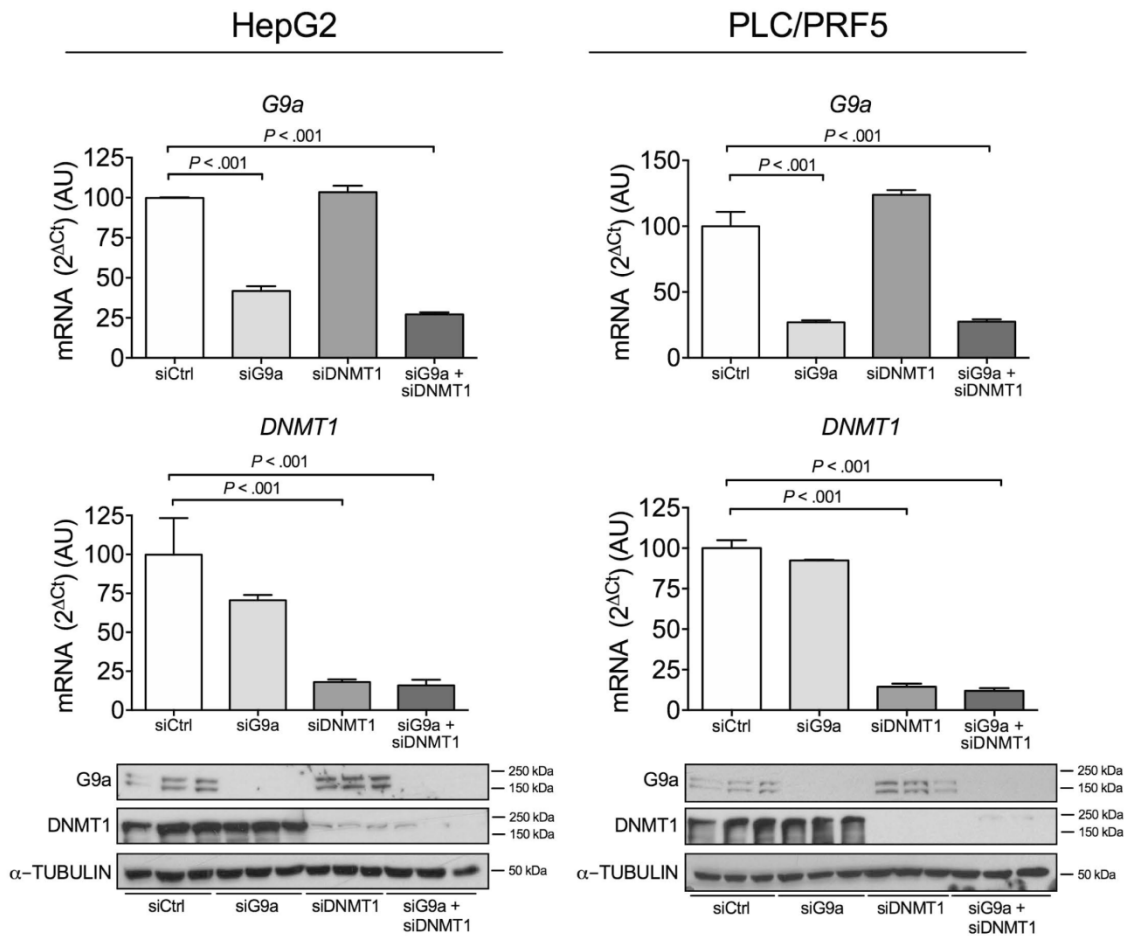 HepG2
PLC/PRF5
G9a
P < .001
P < .001
mRNA (2ΔCt) (AU)
125
100
75
50
25
0
siCtrl
siG9a
siDNMT1
siG9a +
siDNMT1
G9a
P < .001
P < .001
mRNA (2ΔCt) (AU)
150
100
50
0
siCtrl
siG9a
siDNMT1
siG9a +
siDNMT1
DNMT1
P < .001
P < .001
mRNA (2ΔCt) (AU)
125
100
75
50
25
0
siCtrl
siG9a
siDNMT1
siG9a +
siDNMT1
DNMT1
P < .001
P < .001
mRNA (2ΔCt) (AU)
125
100
75
50
25
0
siCtrl
siG9a
siDNMT1
siG9a +
siDNMT1
G9a
250 kDa
150 kDa
DNMT1
250 kDa
150 kDa
α-TUBULIN
50 kDa
siCtrl
siG9a
siDNMT1
siG9a +
siDNMT1
G9a
250 kDa
150 kDa
DNMT1
250 kDa
150 kDa
α-TUBULIN
50 kDa
siCtrl
siG9a
siDNMT1
siG9a +
siDNMT1